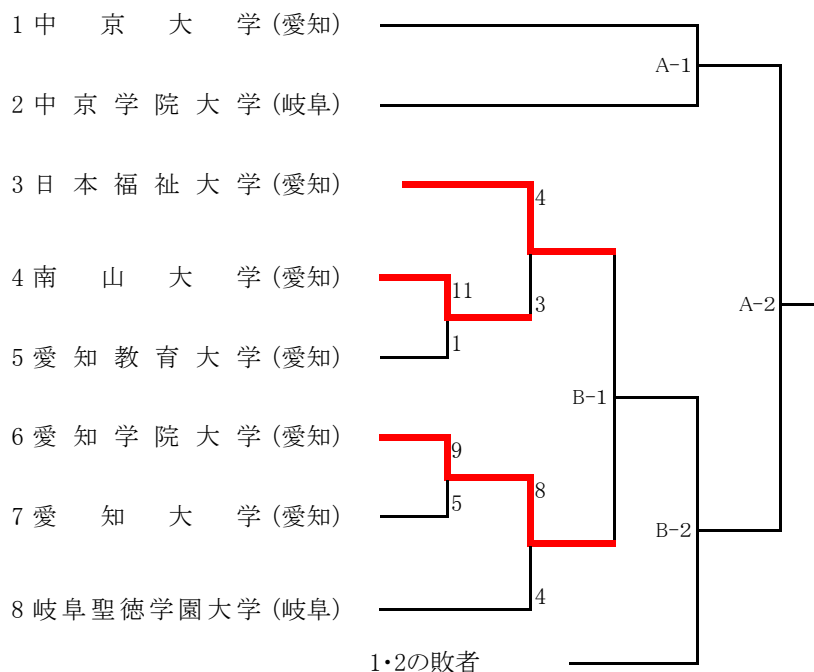 1 中京大学 (愛知)
A-1
2 中京学院大学 (岐阜)
3 日本福祉大学 (愛知)
4
4 南山大学 (愛知)
11
3
A-2
1
5 愛知教育大学 (愛知)
B-1
6 愛知学院大学 (愛知)
9
8
5
7 愛知大学 (愛知)
B-2
4
8 岐阜聖徳学園大学 (岐阜)
1・2の敗者